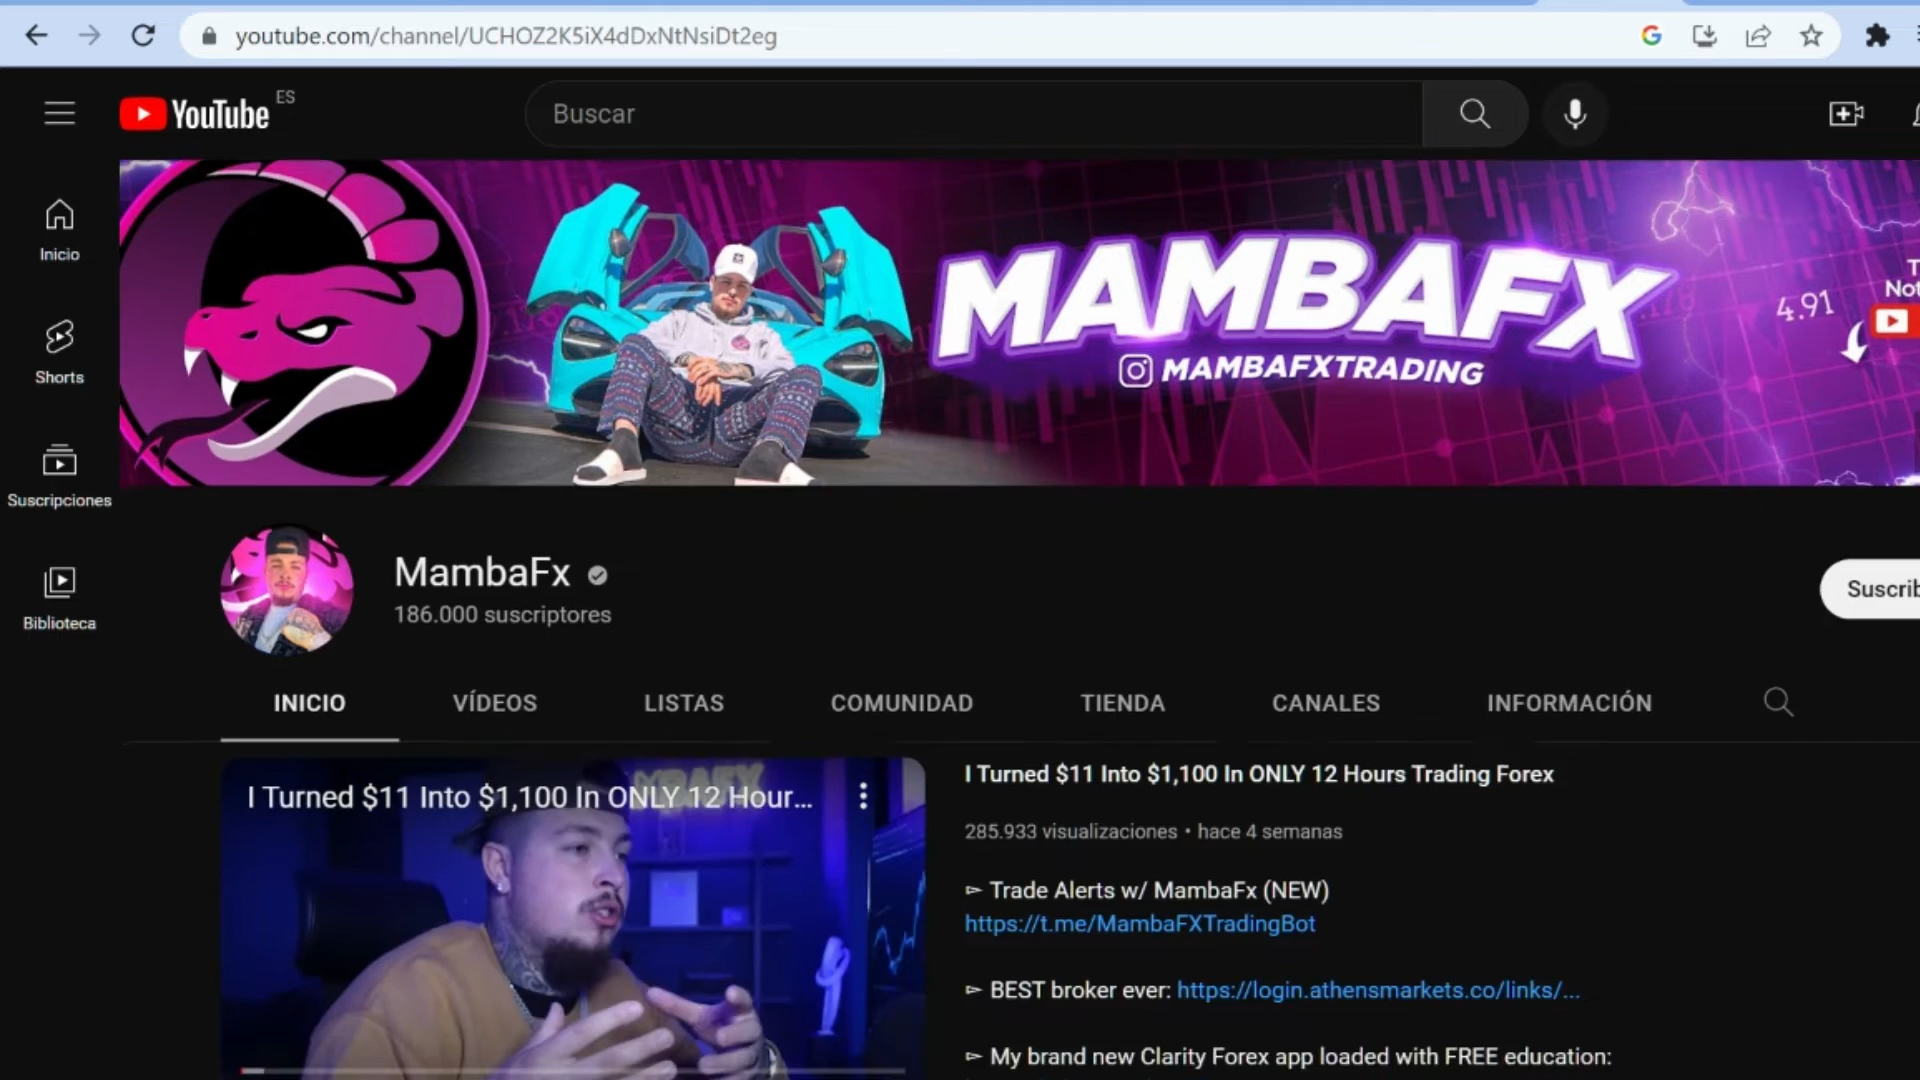 youtube.com/channel/UCHOZ2K5iX4dDxNtNsiDt2eg
YouTube ES
Buscar
Inicio
Shorts
Suscripciones
Biblioteca
MAMBAFX
MAMBAFXTRADING
4.91
MambaFx
186.000 suscriptores
Suscrib
INICIO VÍDEOS LISTAS COMUNIDAD TIENDA CANALES INFORMACIÓN
I Turned $11 Into $1,100 In ONLY 12 Hour...
I Turned $11 Into $1,100 In ONLY 12 Hours Trading Forex
285.933 visualizaciones • hace 4 semanas
▻ Trade Alerts w/ MambaFx (NEW)
https://t.me/MambaFXTradingBot
▻ BEST broker ever: https://login.athensmarkets.co/links/...
▻ My brand new Clarity Forex app loaded with FREE education: